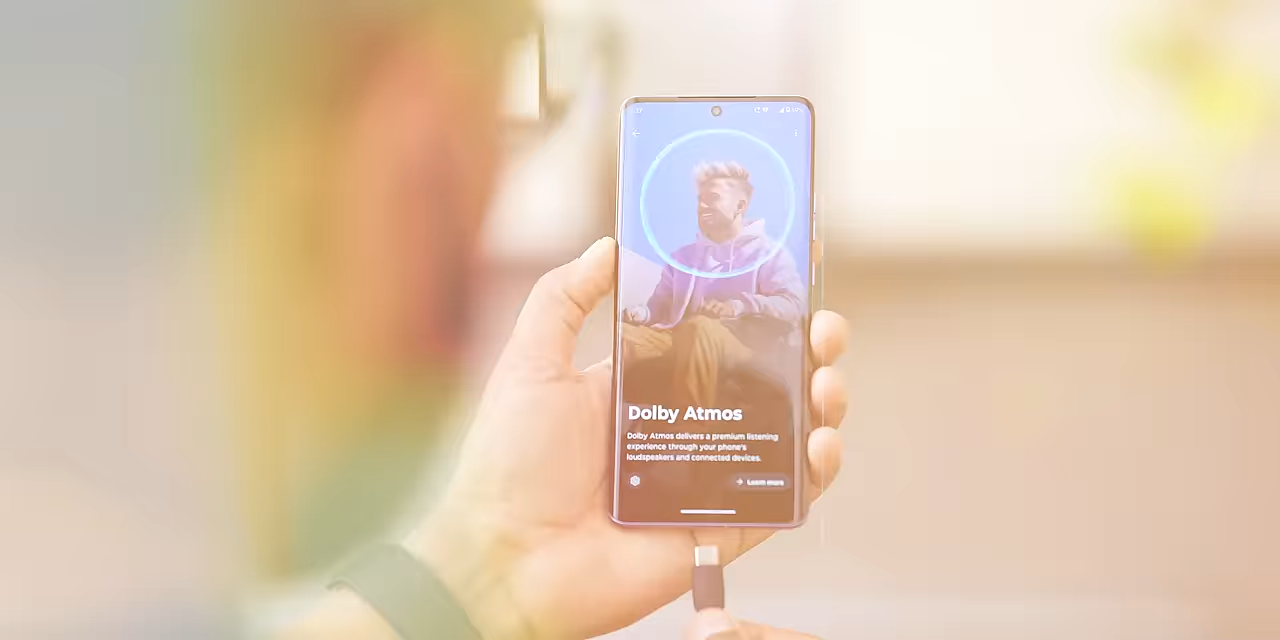 Dolby Atmos
Dolby Atmos delivers a premium listening
experience through your phone's
loudspeakers and connected devices.
Learn more